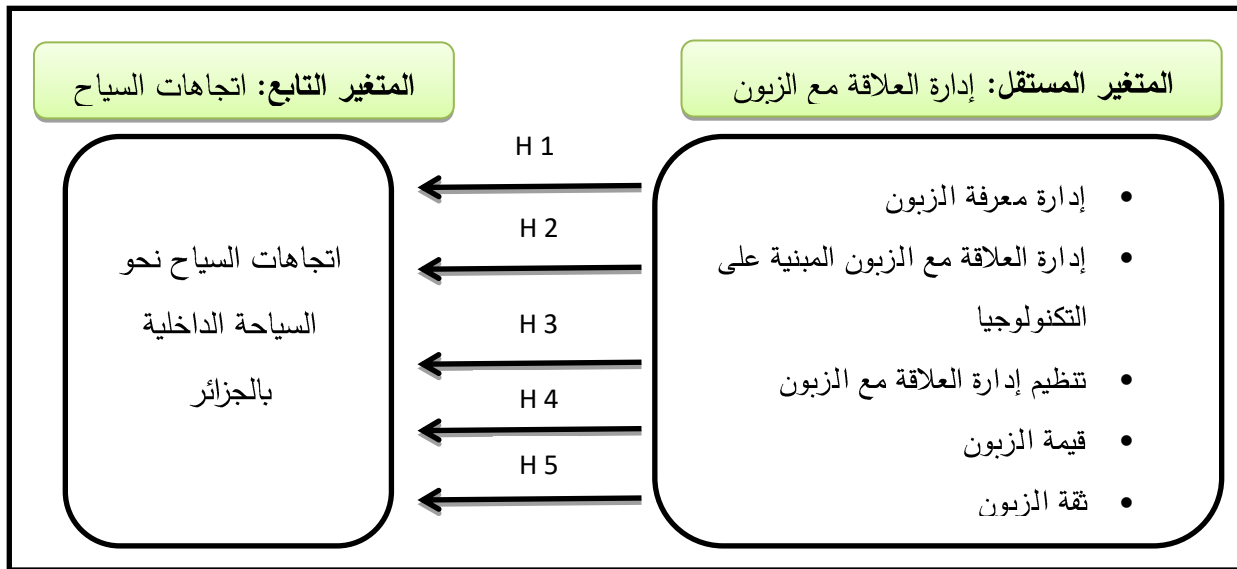 المتغير المستقل: إدارة العلاقة مع الزبون
المتغير التابع: اتجاهات السياح
إدارة معرفة الزبون
إدارة العلاقة مع الزبون المبنية على
التكنولوجيا
تنظيم إدارة العلاقة مع الزبون
قيمة الزبون
ثقة الزبون
H 1
H 2
H 3
H 4
H 5
اتجاهات السياح نحو
السياحة الداخلية
بالجزائر